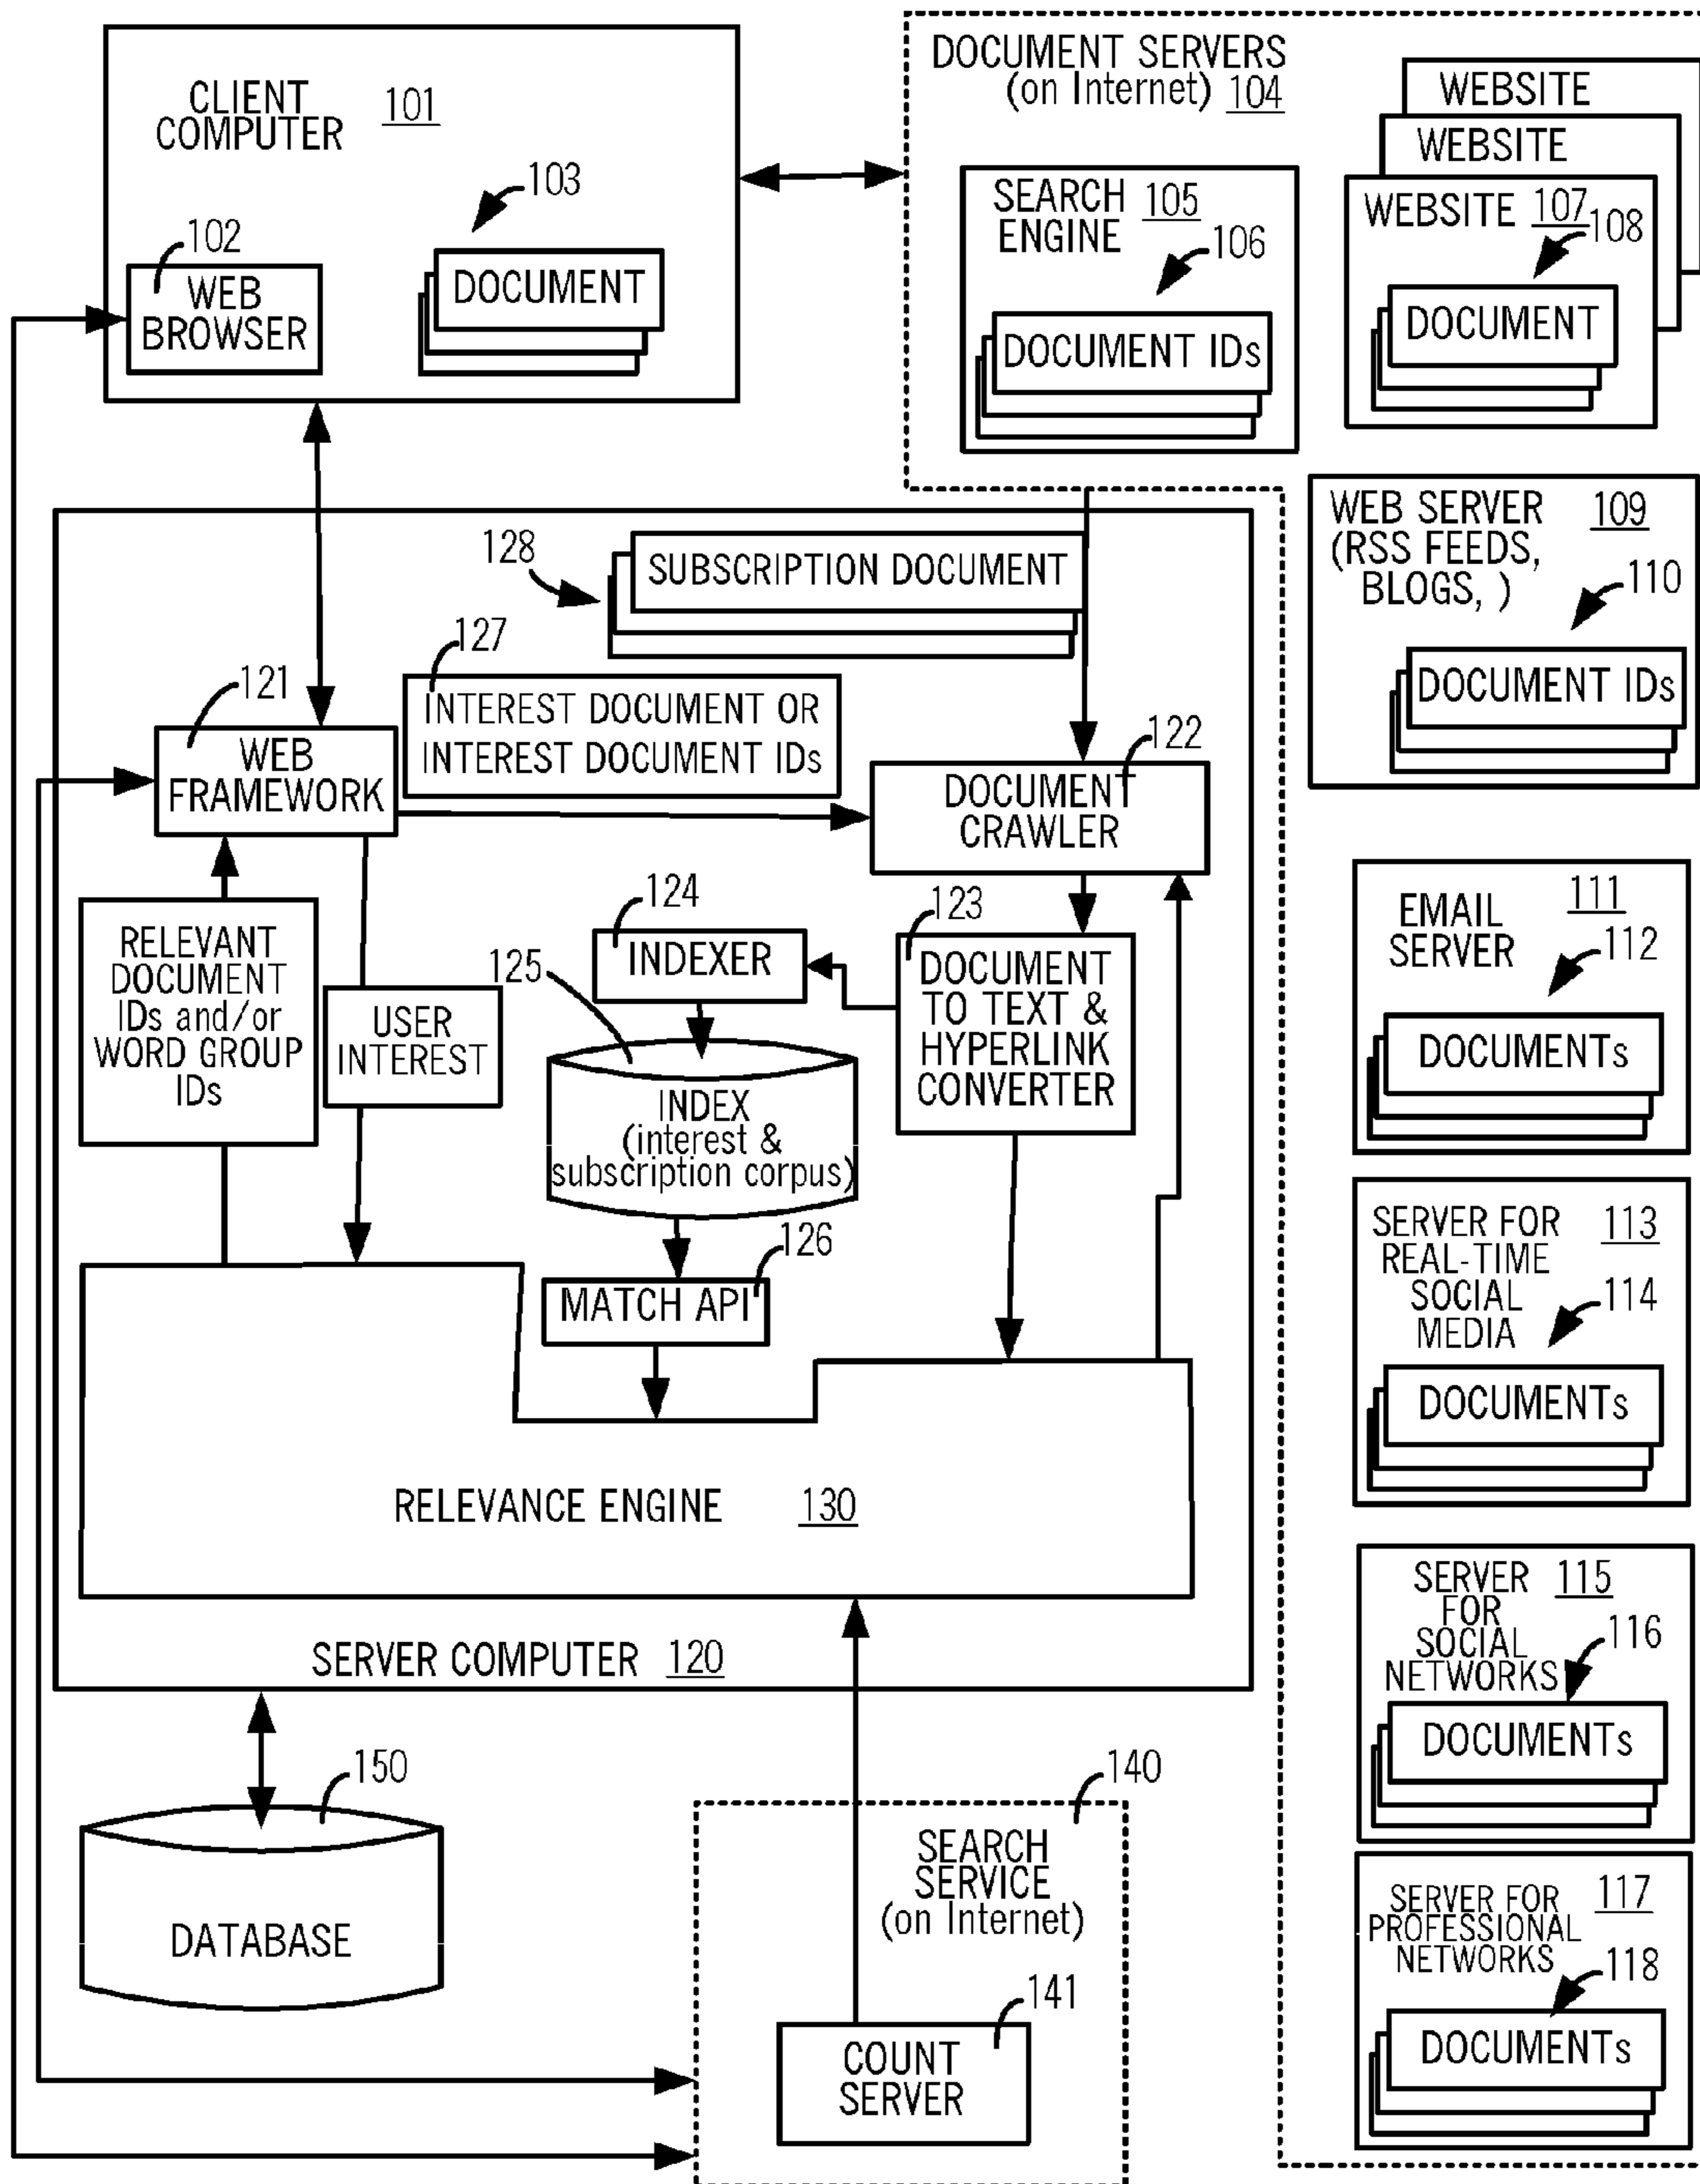 CLIENT
COMPUTER
101
103
102
WEB
BROWSER
DOCUMENT
DOCUMENT SERVERS
(on Internet) 104
SEARCH
ENGINE
105
106
DOCUMENT IDs
WEBSITE
WEBSITE
WEBSITE 107
108
DOCUMENT
WEB SERVER
(RSS FEEDS,
BLOGS, )
109
110
DOCUMENT IDs
128
SUBSCRIPTION DOCUMENT
127
INTEREST DOCUMENT OR
INTEREST DOCUMENT IDs
121
WEB
FRAMEWORK
122
DOCUMENT
CRAWLER
RELEVANT
DOCUMENT
IDs and/or
WORD GROUP
IDs
USER
INTEREST
124
INDEXER
123
DOCUMENT
TO TEXT &
HYPERLINK
CONVERTER
125
INDEX
(interest &
subscription corpus)
126
MATCH API
RELEVANCE ENGINE 130
SERVER COMPUTER 120
EMAIL
SERVER
111
112
DOCUMENTs
SERVER FOR
REAL-TIME
SOCIAL
MEDIA
113
114
DOCUMENTs
SERVER
FOR
SOCIAL
NETWORKS
115
116
DOCUMENTs
SERVER FOR
PROFESSIONAL
NETWORKS
117
118
DOCUMENTs
150
DATABASE
140
SEARCH
SERVICE
(on Internet)
141
COUNT
SERVER